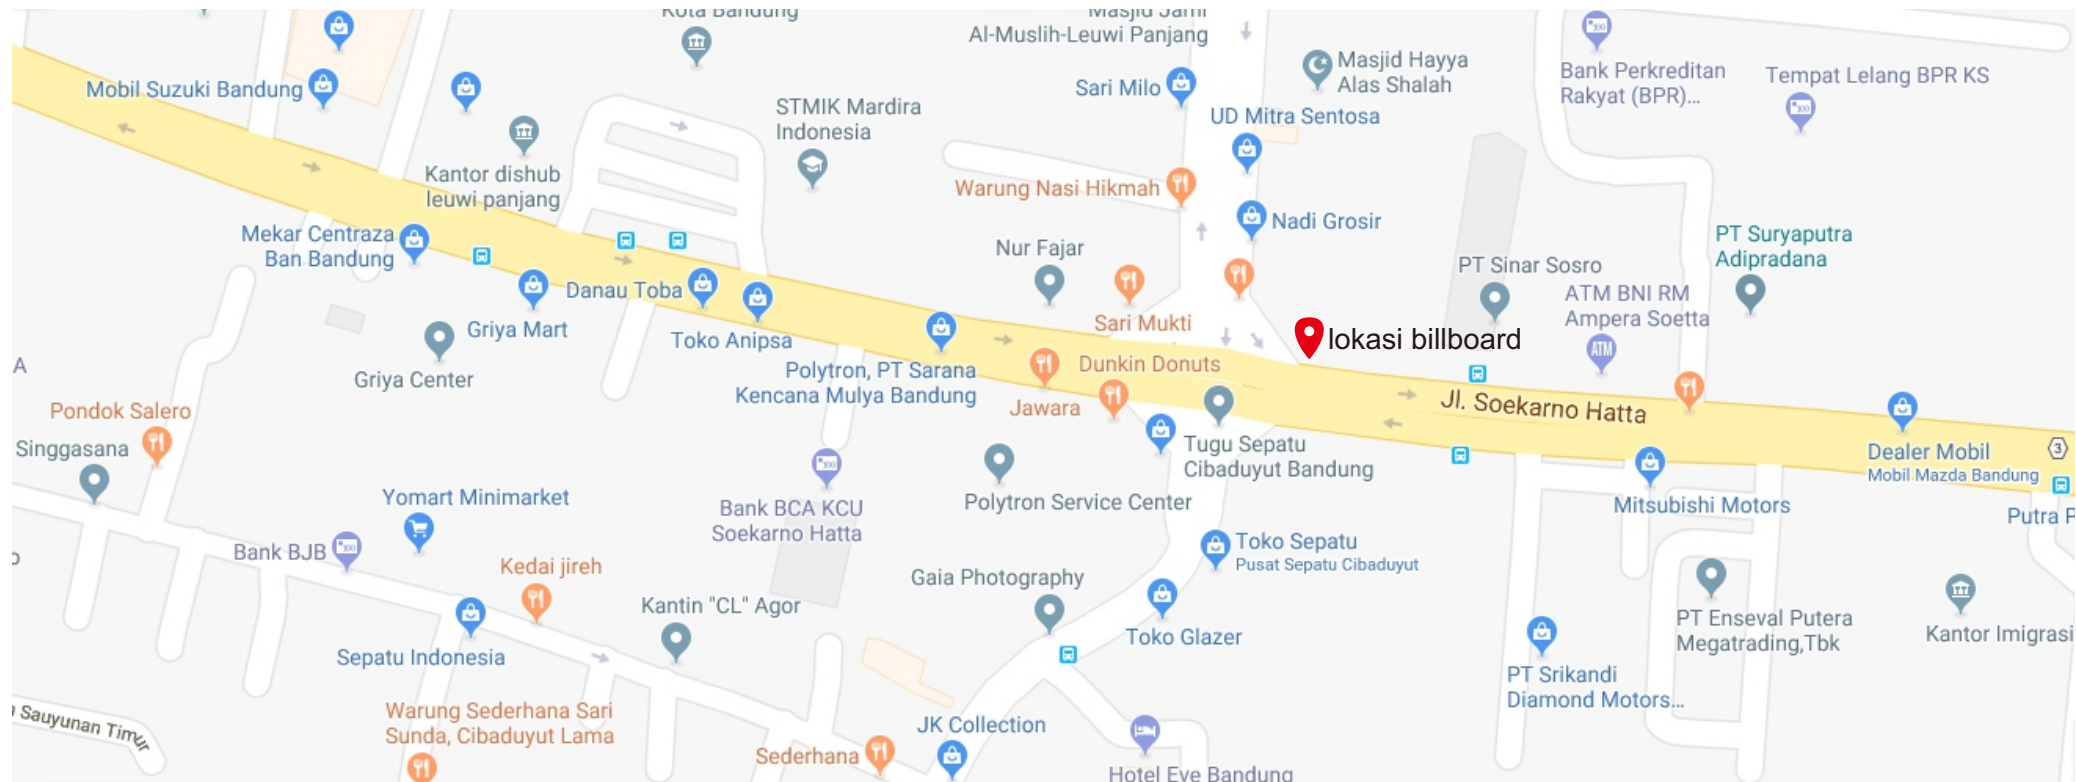 Kota Bandung
Masjid Jami
Al-Muslih-Leuwi Panjang
Mobil Suzuki Bandung
STMIK Mardira
Indonesia
Sari Milo
UD Mitra Sentosa
Masjid Hayya
Alas Shalah
Bank Perkreditan
Rakyat (BPR)...
Tempat Lelang BPR KS
Kantor dishub
leuwi panjang
Warung Nasi Hikmah
Nadi Grosir
Mekar Centraza
Ban Bandung
Nur Fajar
PT Sinar Sosro
PT Suryaputra
Adipradana
Danau Toba
ATM BNI RM
Ampera Soetta
ATM
Griya Mart
Toko Anipsa
Sari Mukti
lokasi billboard
A
Griya Center
Polytron, PT Sarana
Kencana Mulya Bandung
Dunkin Donuts
Jawara
Jl. Soekarno Hatta
Pondok Salero
Singgasana
Tugu Sepatu
Cibaduyut Bandung
Dealer Mobil
Mobil Mazda Bandung
3
Yomart Minimarket
Bank BCA KCU
Soekarno Hatta
Polytron Service Center
Mitsubishi Motors
Putra P
Bank BJB
Kedai jireh
Toko Sepatu
Pusat Sepatu Cibaduyut
Gaia Photography
Kantin "CL" Agor
Toko Glazer
PT Enseval Putera
Megatrading,Tbk
Kantor Imigrasi
Sepatu Indonesia
PT Srikandi
Diamond Motors...
Sauyunan Timur
Warung Sederhana Sari
Sunda, Cibaduyut Lama
JK Collection
Sederhana
Hotel Eve Bandung